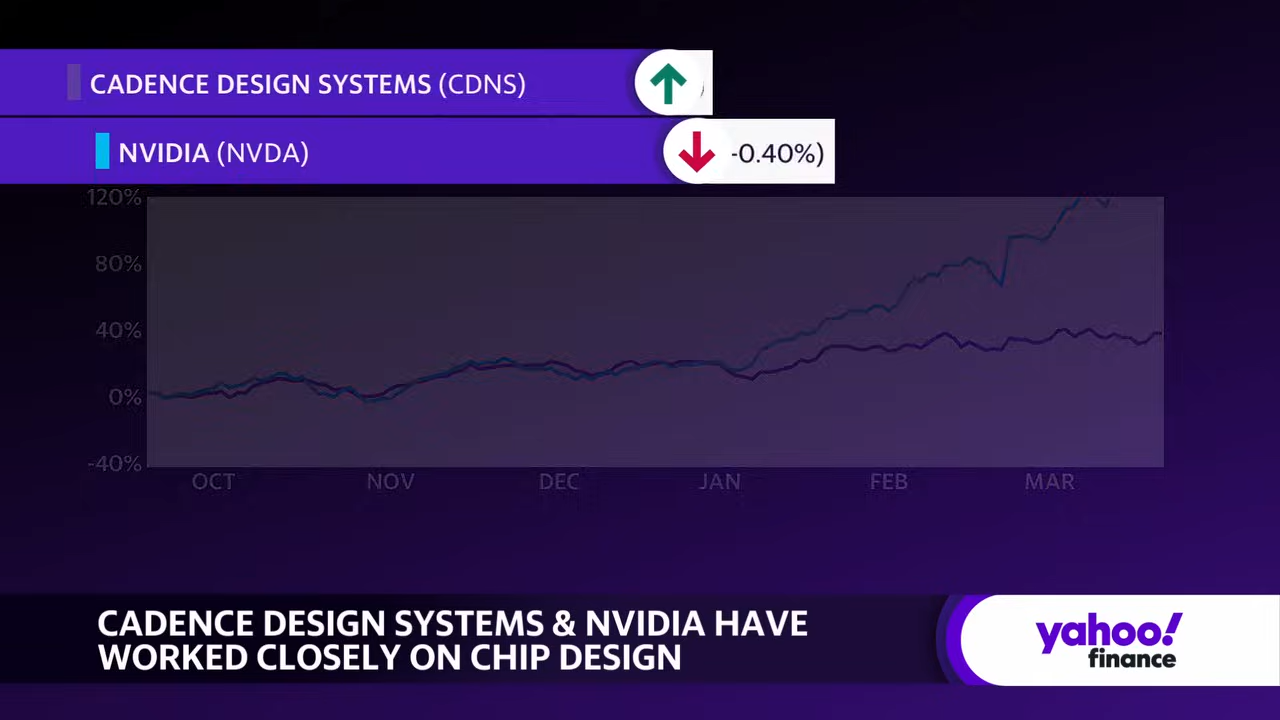 CADENCE DESIGN SYSTEMS (CDNS)
NVIDIA (NVDA)
-0.40%)
120%
80%
40%
0%
-40%
OCT NOV DEC JAN FEB MAR
CADENCE DESIGN SYSTEMS & NVIDIA HAVE
WORKED CLOSELY ON CHIP DESIGN
yahoo!
finance